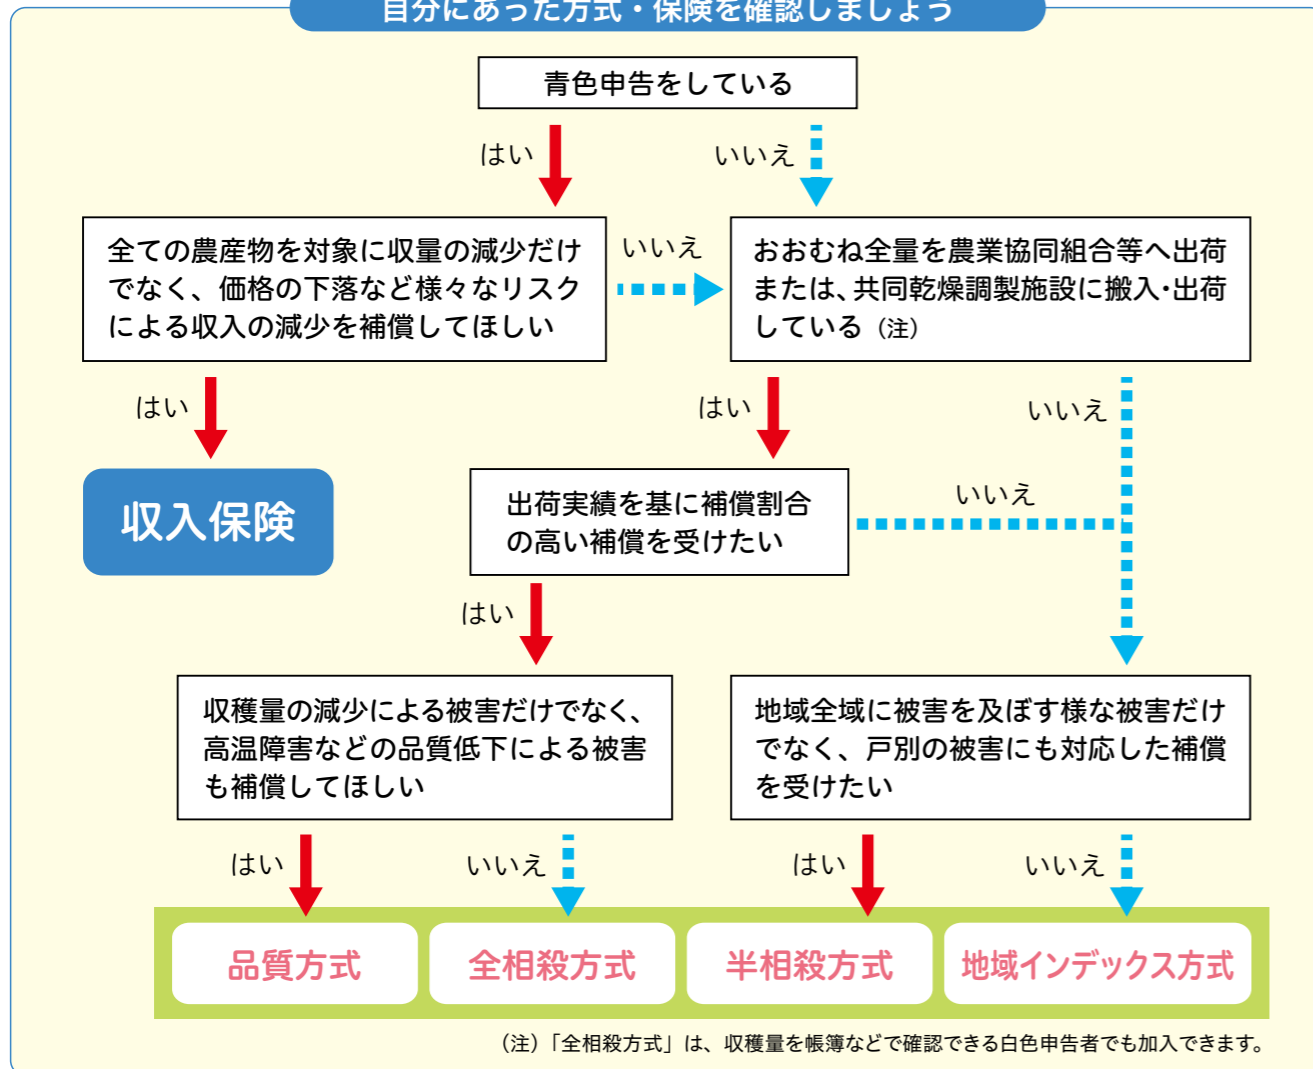 自分にあった方式・保険を確認しましょう
青色申告をしている
はい
いいえ
全ての農産物を対象に収量の減少だけ
でなく、価格の下落など様々なリスク
による収入の減少を補償してほしい
いいえ
おおむね全量を農業協同組合等へ出荷
または、共同乾燥調製施設に搬入・出荷
している（注）
はい
はい
いいえ
収入保険
出荷実績を基に補償割合
の高い補償を受けたい
いいえ
はい
収穫量の減少による被害だけでなく、
高温障害などの品質低下による被害
も補償してほしい
地域全域に被害を及ぼす様な被害だけ
でなく、戸別の被害にも対応した補償
を受けたい
はい
いいえ
はい
いいえ
品質方式
全相殺方式
半相殺方式
地域インデックス方式
（注）「全相殺方式」は、収穫量を帳簿などで確認できる白色申告者でも加入できます。